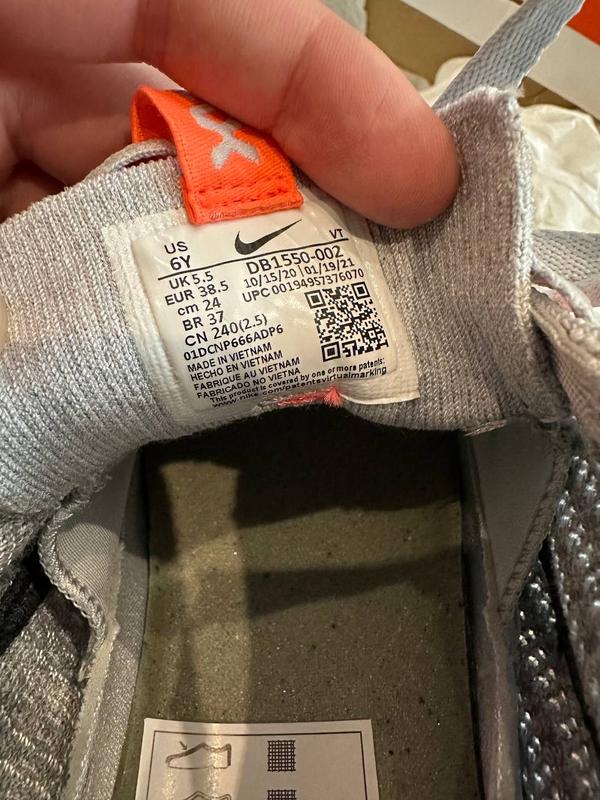 US
6Y
UK 5.5
EUR 38.5
cm 24
BR 37
CN 240(2.5)
VT
DB1550-002
10/15/20 01/19/21
UPC 00194957376070
01DCNP666ADP6
MADE IN VIETNAM
HECHO EN VIETNAM
FABRIQUE AU VIETNAM
FABRICADO NO VIETNA
This product is covered by one or more patents:
www.nike.com/patentsvirtualmarking